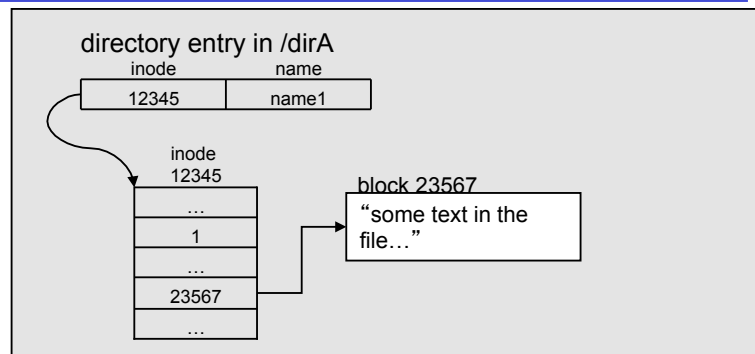 directory entry in /dirA
inode name
12345 name1
inode
12345
…
1
…
23567
…
block 23567
“some text in the
file…”